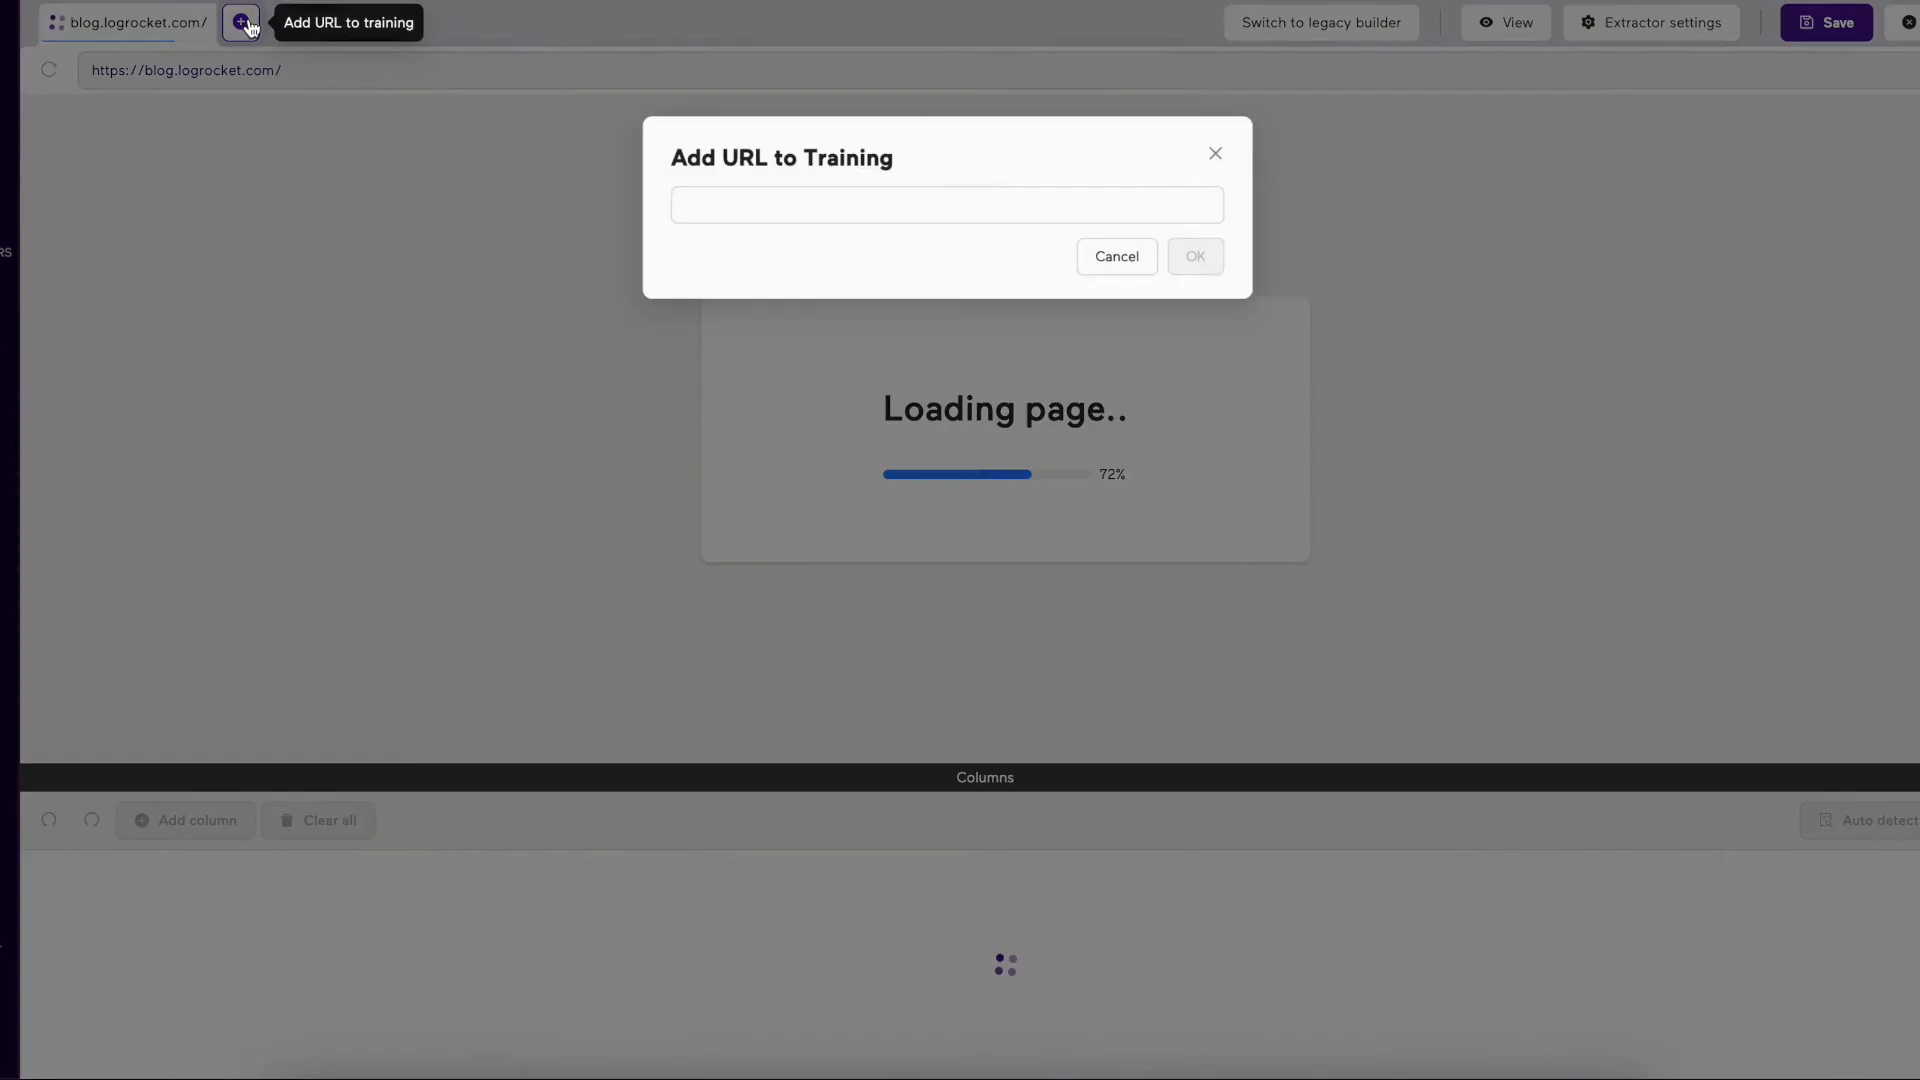 blog.logrocket.com/
Add URL to training
Switch to legacy builder
View
Extractor settings
Save
https://blog.logrocket.com/
Add URL to Training
RS
Cancel
OK
Loading page..
72%
Columns
Add column
Clear all
Auto detect